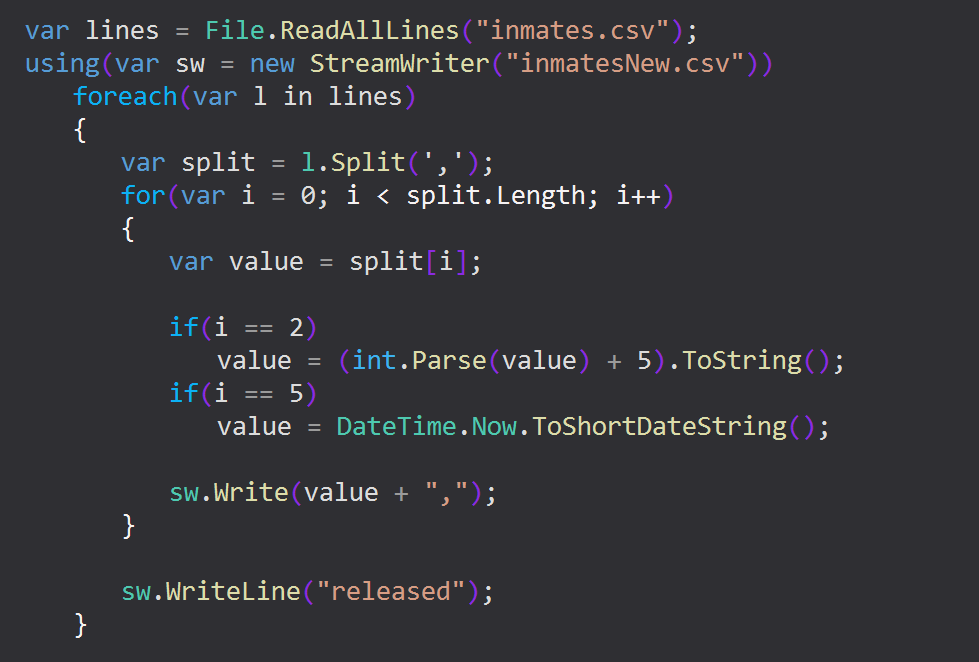 var lines = File.ReadAllLines("inmates.csv");
using(var sw = new StreamWriter("inmatesNew.csv"))
foreach(var l in lines)
{
var split = l.Split(',');
for(var i = 0; i < split.Length; i++)
{
var value = split[i];
if(i == 2)
value = (int.Parse(value) + 5).ToString();
if(i == 5)
value = DateTime.Now.ToShortDateString();
sw.Write(value + ",");
}
sw.WriteLine("released");
}